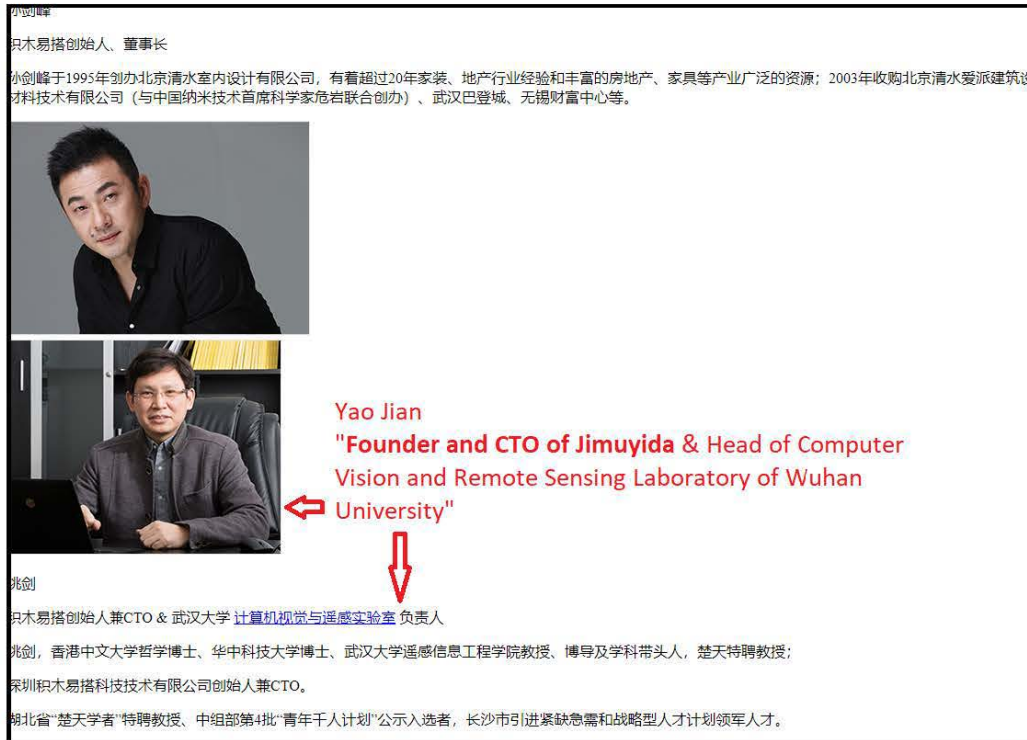 孙剑峰
积木易搭创始人、董事长
孙剑峰于1995年创办北京清水室内设计有限公司，有着超过20年家装、地产行业经验和丰富的房地产、家具等产业广泛的资源；2003年收购北京清水爱派建筑设
材料技术有限公司（与中国纳米技术首席科学家危岩联合创办）、武汉巴登城、无锡财富中心等。
Yao Jian
"Founder and CTO of Jimuyida & Head of Computer
Vision and Remote Sensing Laboratory of Wuhan
University"
姚剑
积木易搭创始人兼CTO & 武汉大学 计算机视觉与遥感实验室 负责人
姚剑，香港中文大学哲学博士、华中科技大学博士、武汉大学遥感信息工程学院教授、博导及学科带头人，楚天特聘教授；
深圳积木易搭科技技术有限公司创始人兼CTO。
湖北省“楚天学者”特聘教授、中组部第4批“青年千人计划”公示入选者，长沙市引进紧缺急需和战略型人才计划领军人才。